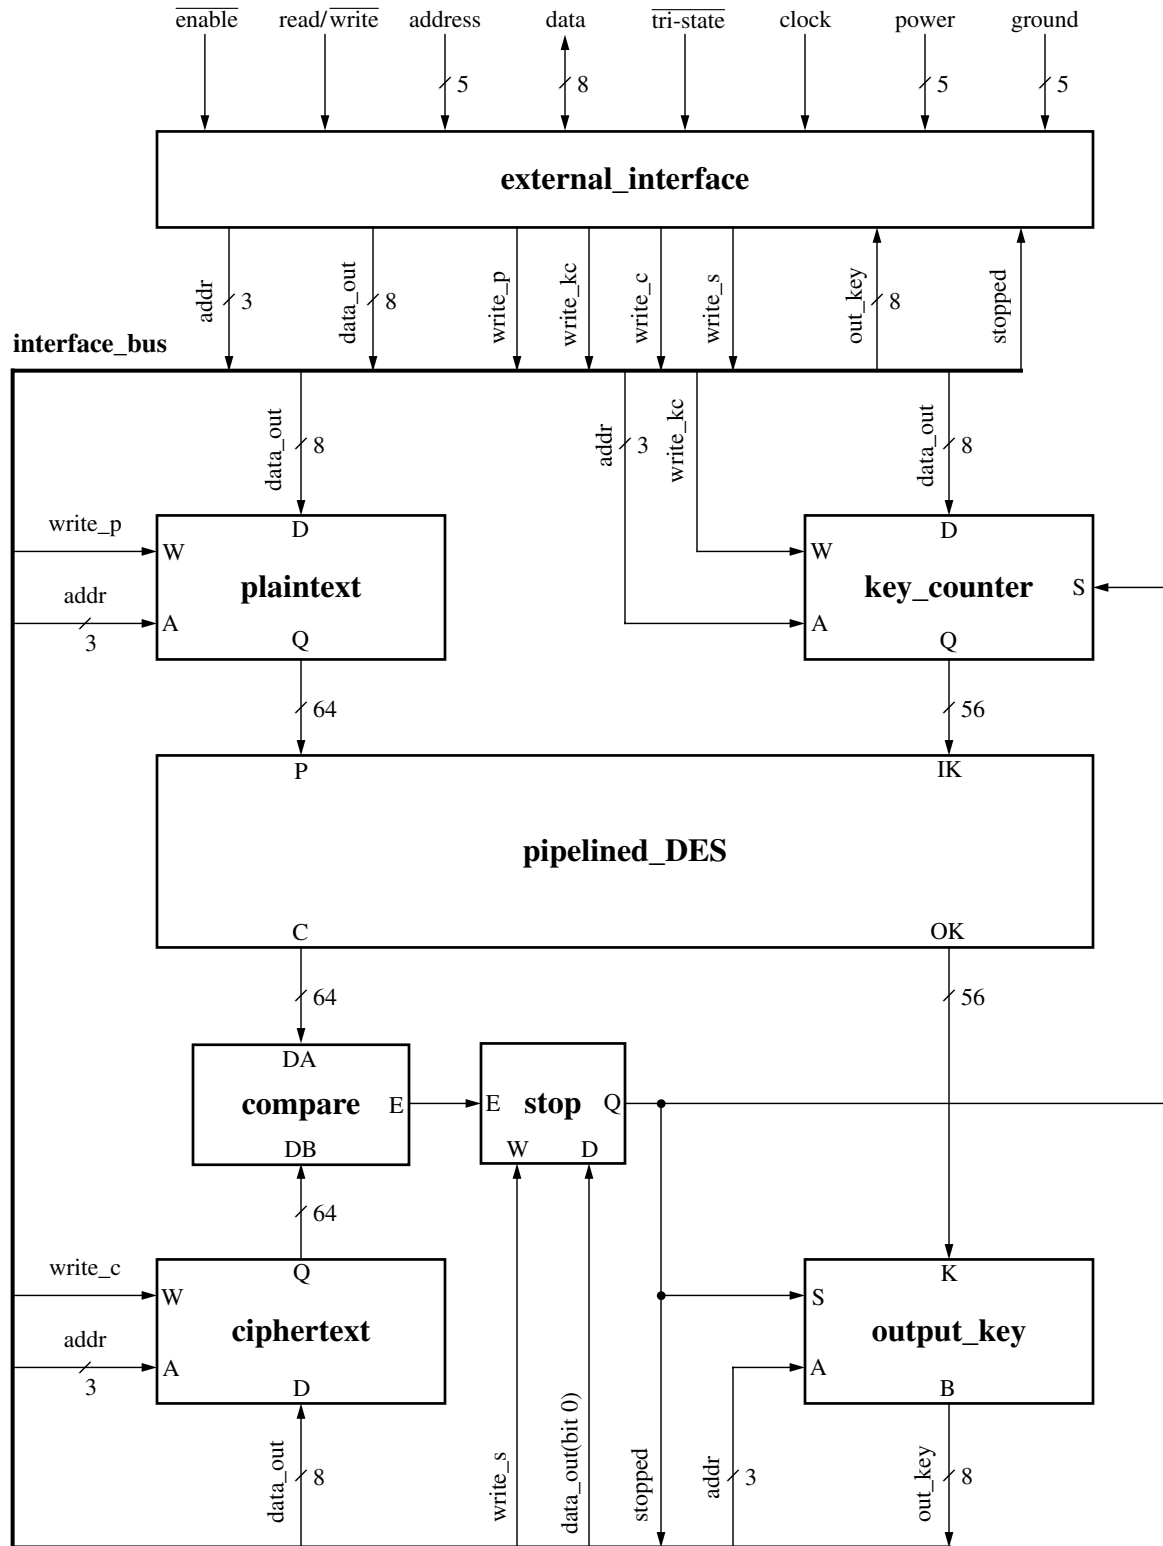 enable read/write address data tri-state clock power ground
5 8 5 5
external_interface
addr 3 data_out 8 write_p write_kc write_c write_s out_key 8 stopped
interface_bus
data_out 8 addr 3 write_kc data_out 8
write_p W D W D
plaintext key_counter S
addr 3 A Q A Q
64 56
P IK
pipelined_DES
C OK
64 56
DA
compare E E stop Q
DB W D
64
write_c W Q S K
ciphertext output_key
addr 3 A D A B
data_out 8 write_s data_out(bit 0) stopped addr 3 out_key 8